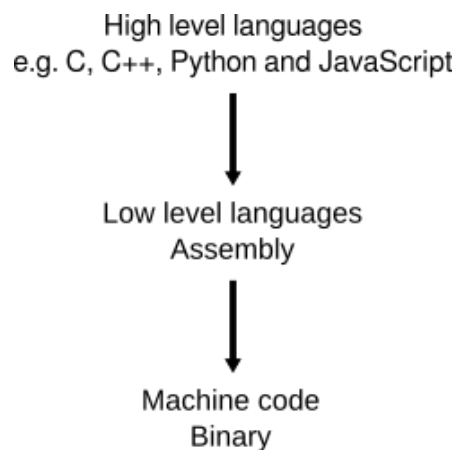 High level languages
e.g. C, C++, Python and JavaScript
Low level languages
Assembly
Machine code
Binary